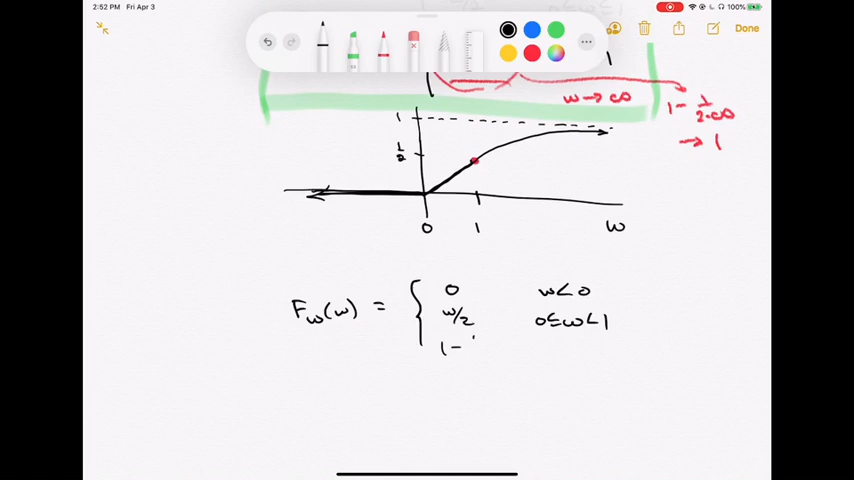 2:52 PM Fri Apr 3
100%
Done
w → ∞
1 - 1/2·∞
→ 1
1
1/2
0
1
w
F_W(w) = { 0 w < 0
w/2 0 ≤ w < 1
1 -